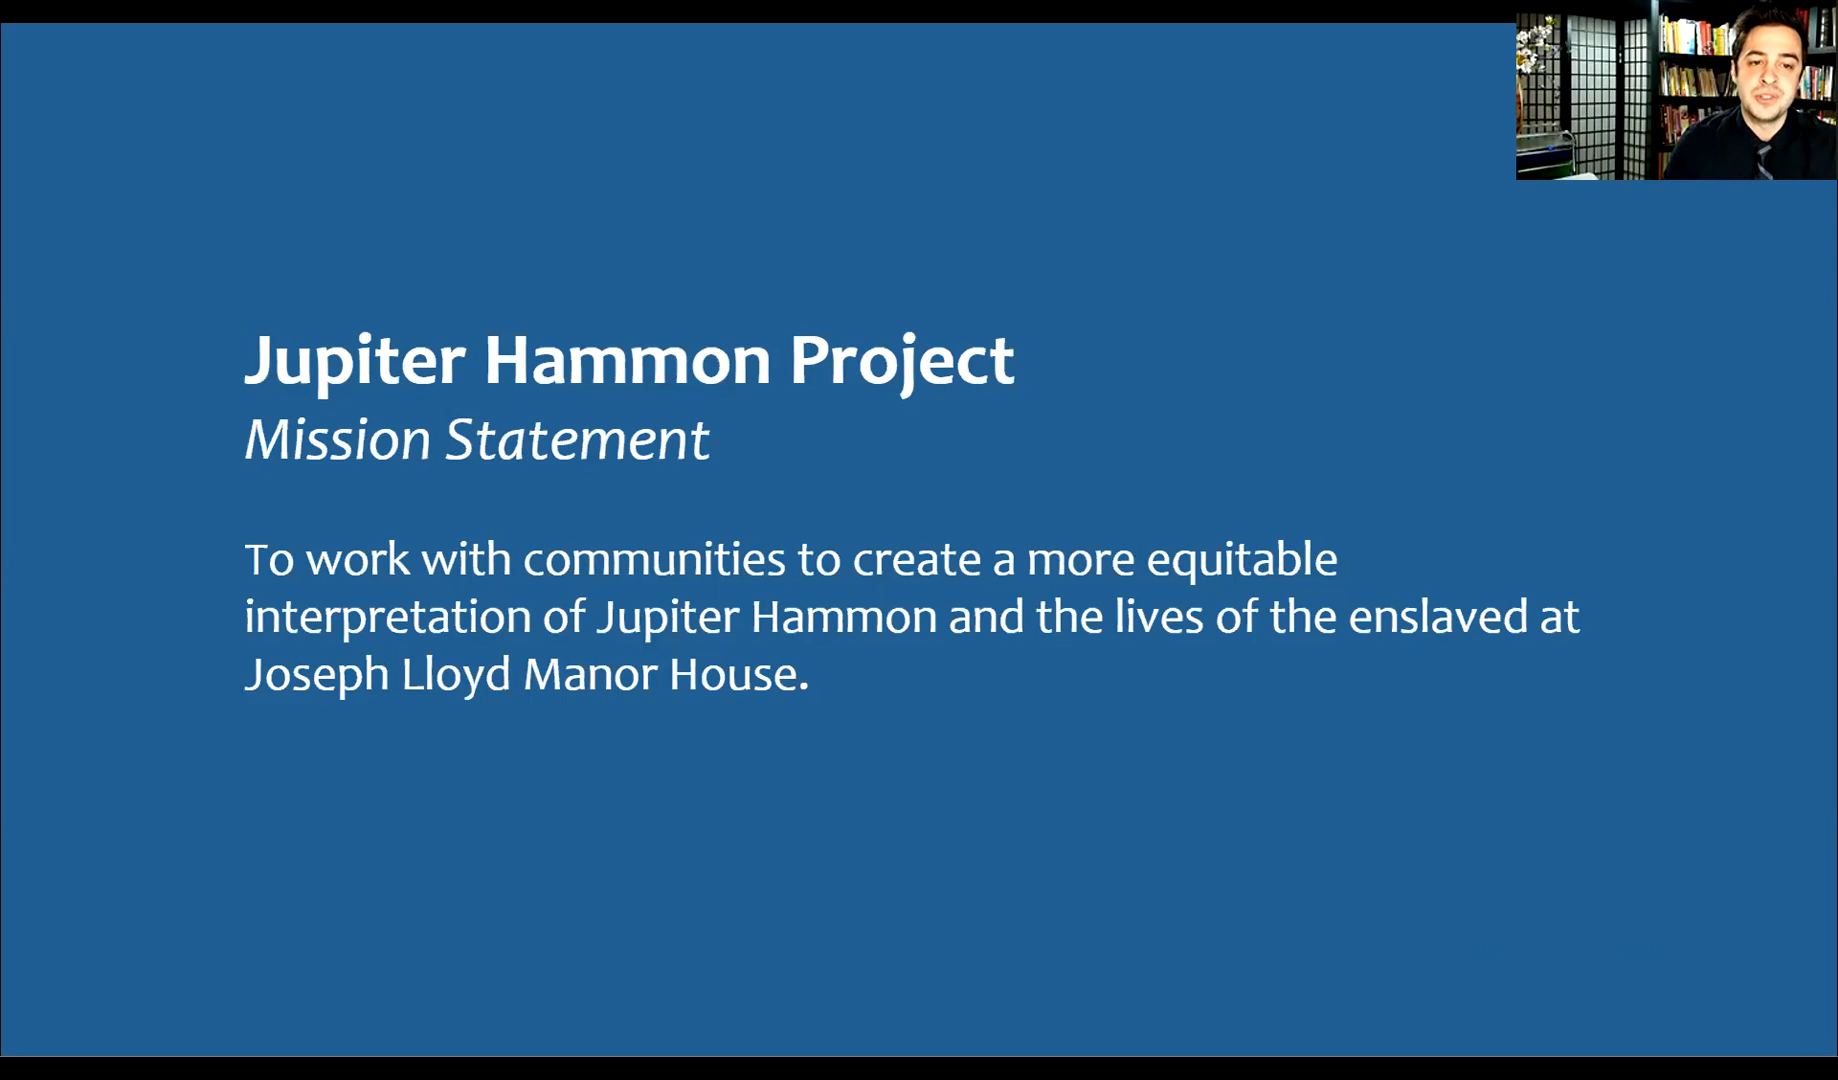 Jupiter Hammon Project
Mission Statement
To work with communities to create a more equitable
interpretation of Jupiter Hammon and the lives of the enslaved at
Joseph Lloyd Manor House.